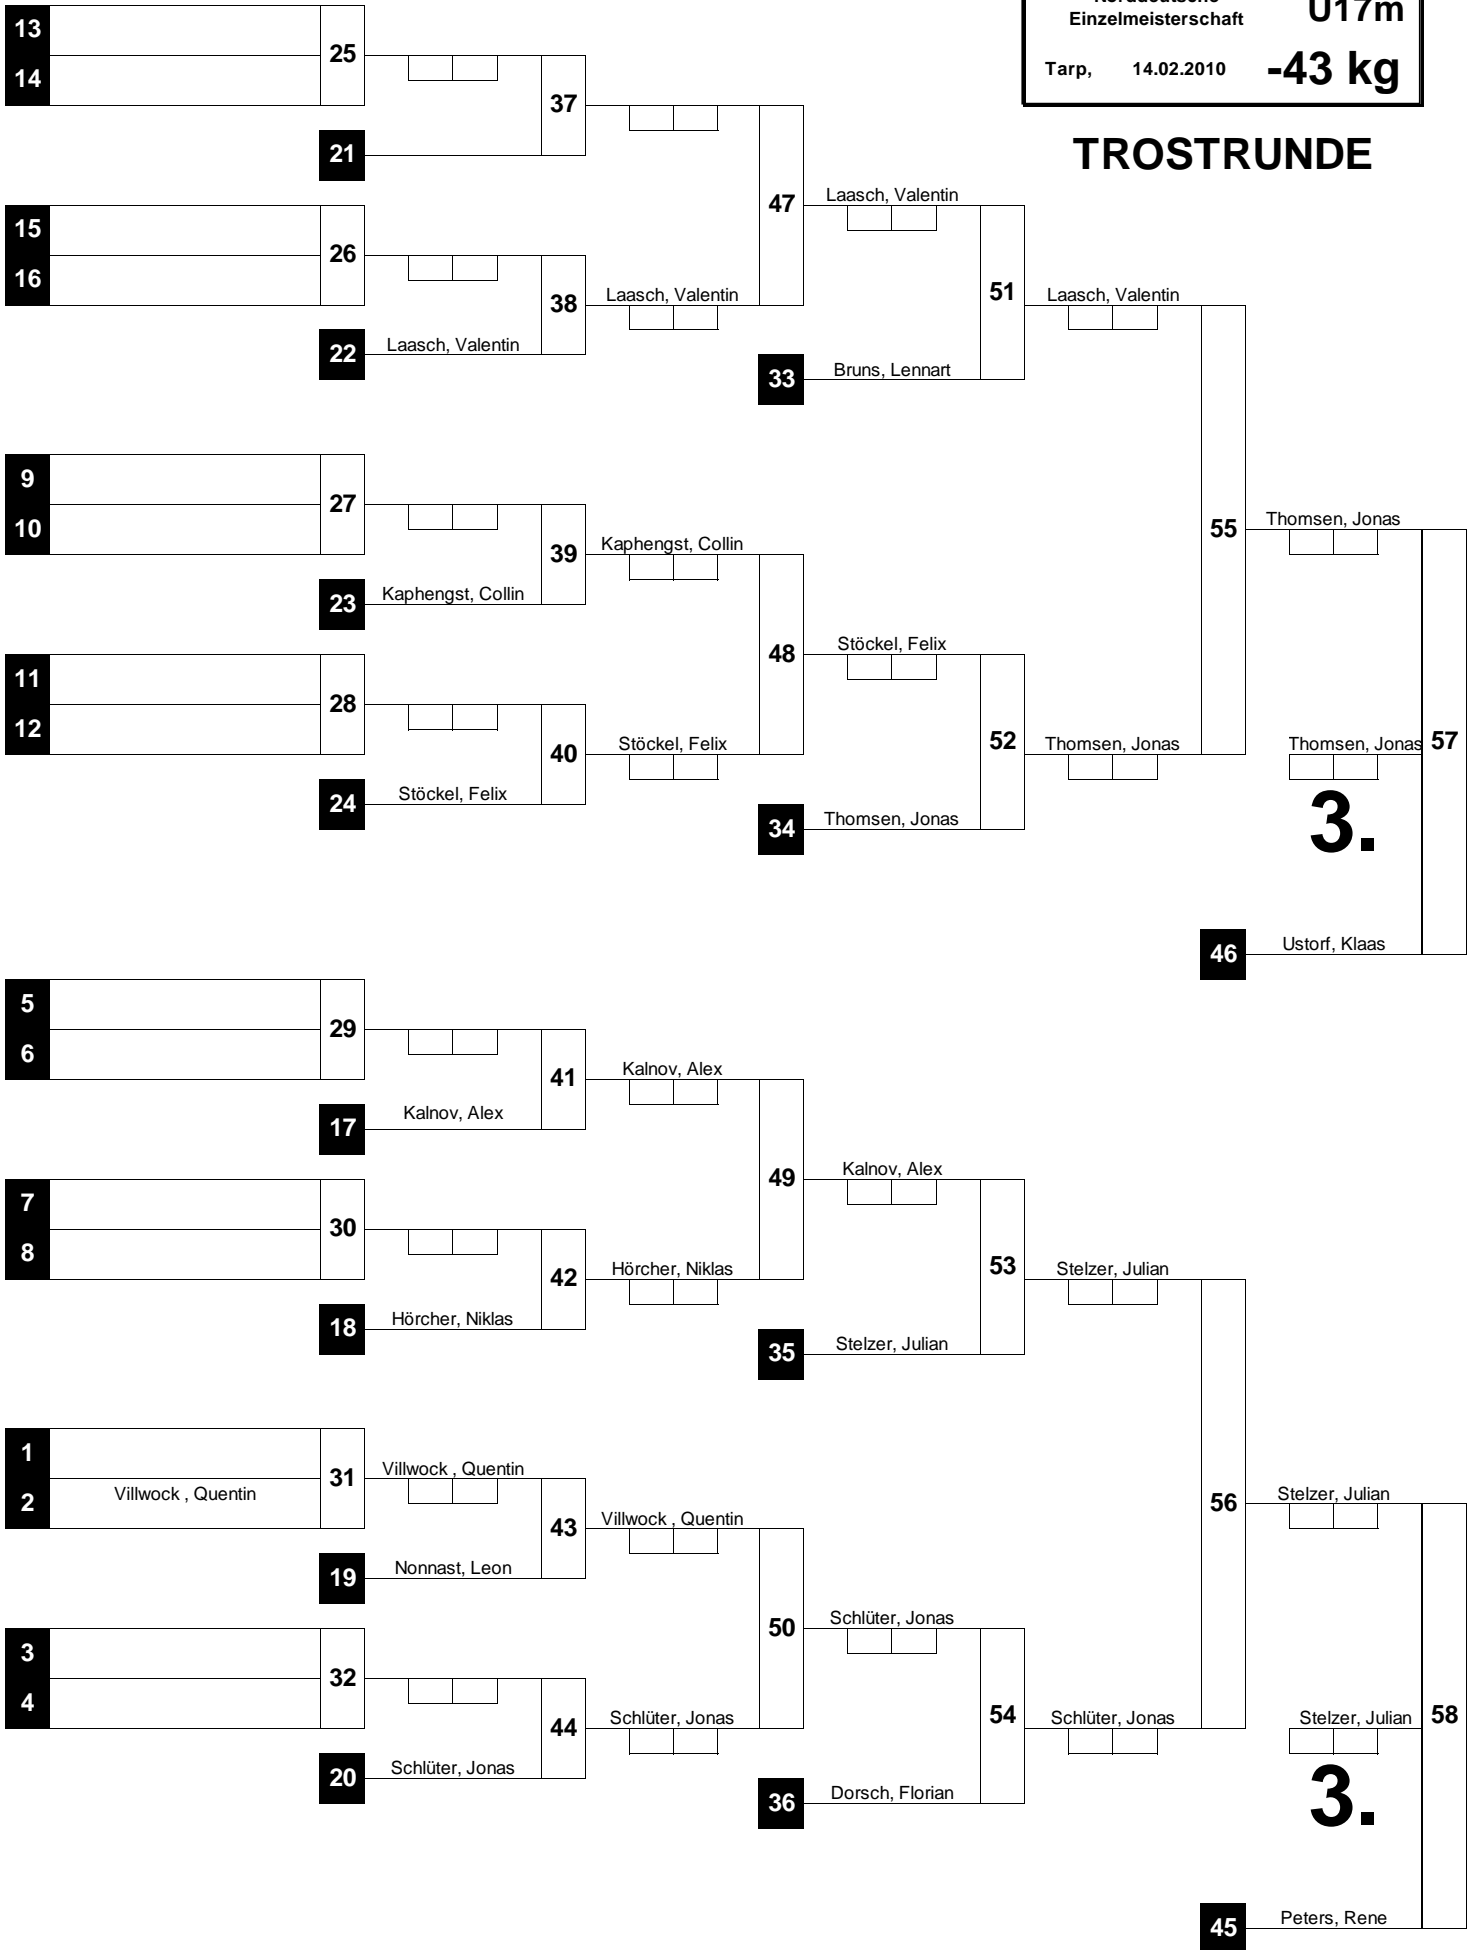 Norddeutsche
Einzelmeisterschaft
U17m
Tarp, 14.02.2010 -43 kg
TROSTRUNDE
13
14
25
37
21
47
Laasch, Valentin
15
16
26
38
Laasch, Valentin
22
Laasch, Valentin
51
Laasch, Valentin
33
Bruns, Lennart
9
10
27
39
Kaphengst, Collin
23
Kaphengst, Collin
55
Thomsen, Jonas
48
Stöckel, Felix
11
12
28
40
Stöckel, Felix
24
Stöckel, Felix
52
Thomsen, Jonas
34
Thomsen, Jonas
Thomsen, Jonas
57
3.
46
Ustorf, Klaas
5
6
29
41
Kalnov, Alex
17
Kalnov, Alex
49
Kalnov, Alex
7
8
30
42
Hörcher, Niklas
18
Hörcher, Niklas
53
Stelzer, Julian
35
Stelzer, Julian
1
2
Villwock , Quentin
31
Villwock , Quentin
43
Villwock , Quentin
19
Nonnast, Leon
56
Stelzer, Julian
50
Schlüter, Jonas
3
4
32
44
Schlüter, Jonas
20
Schlüter, Jonas
54
Schlüter, Jonas
36
Dorsch, Florian
Stelzer, Julian
58
3.
45
Peters, Rene